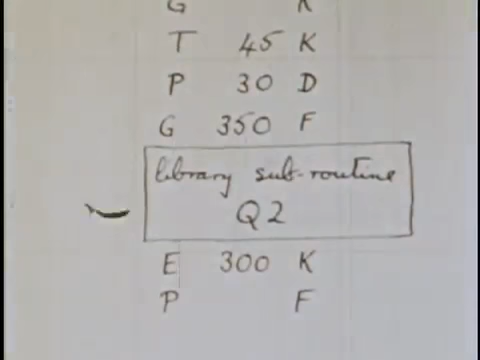 G K
T 45 K
P 30 D
G 350 F
library sub-routine
Q2
E 300 K
P F